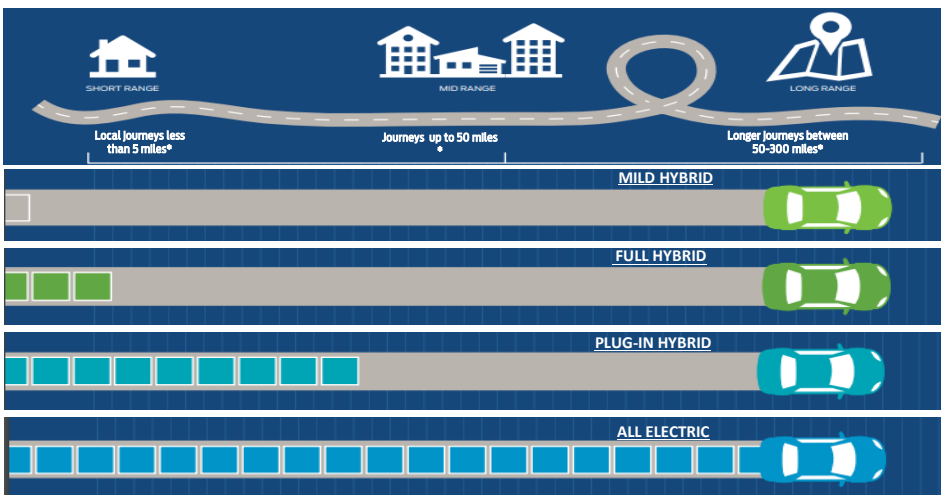 SHORT RANGE
MID RANGE
LONG RANGE
Local Journeys less
than 5 miles*
Journeys up to 50 miles
*
Longer Journeys between
50-300 miles*
MILD HYBRID
FULL HYBRID
PLUG-IN HYBRID
ALL ELECTRIC